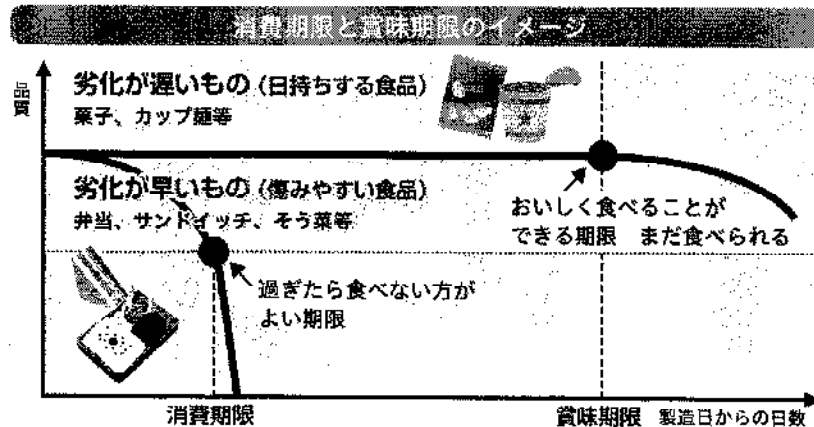 消費期限と賞味期限のイメージ
品質
劣化が遅いもの（日持ちする食品）
菓子、カップ麺等
劣化が早いもの（傷みやすい食品）
弁当、サンドイッチ、そう菜等
おいしく食べることが
できる期限　まだ食べられる
過ぎたら食べない方が
よい期限
消費期限
賞味期限
製造日からの日数